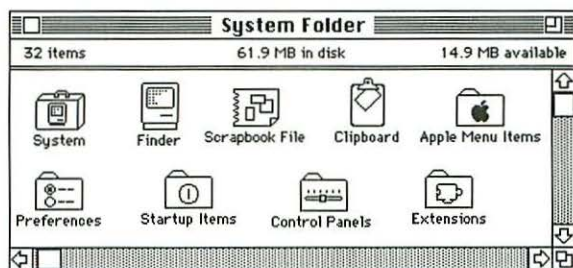 System Folder
32 items 61.9 MB in disk 14.9 MB available
System Finder Scrapbook File Clipboard Apple Menu Items
Preferences Startup Items Control Panels Extensions